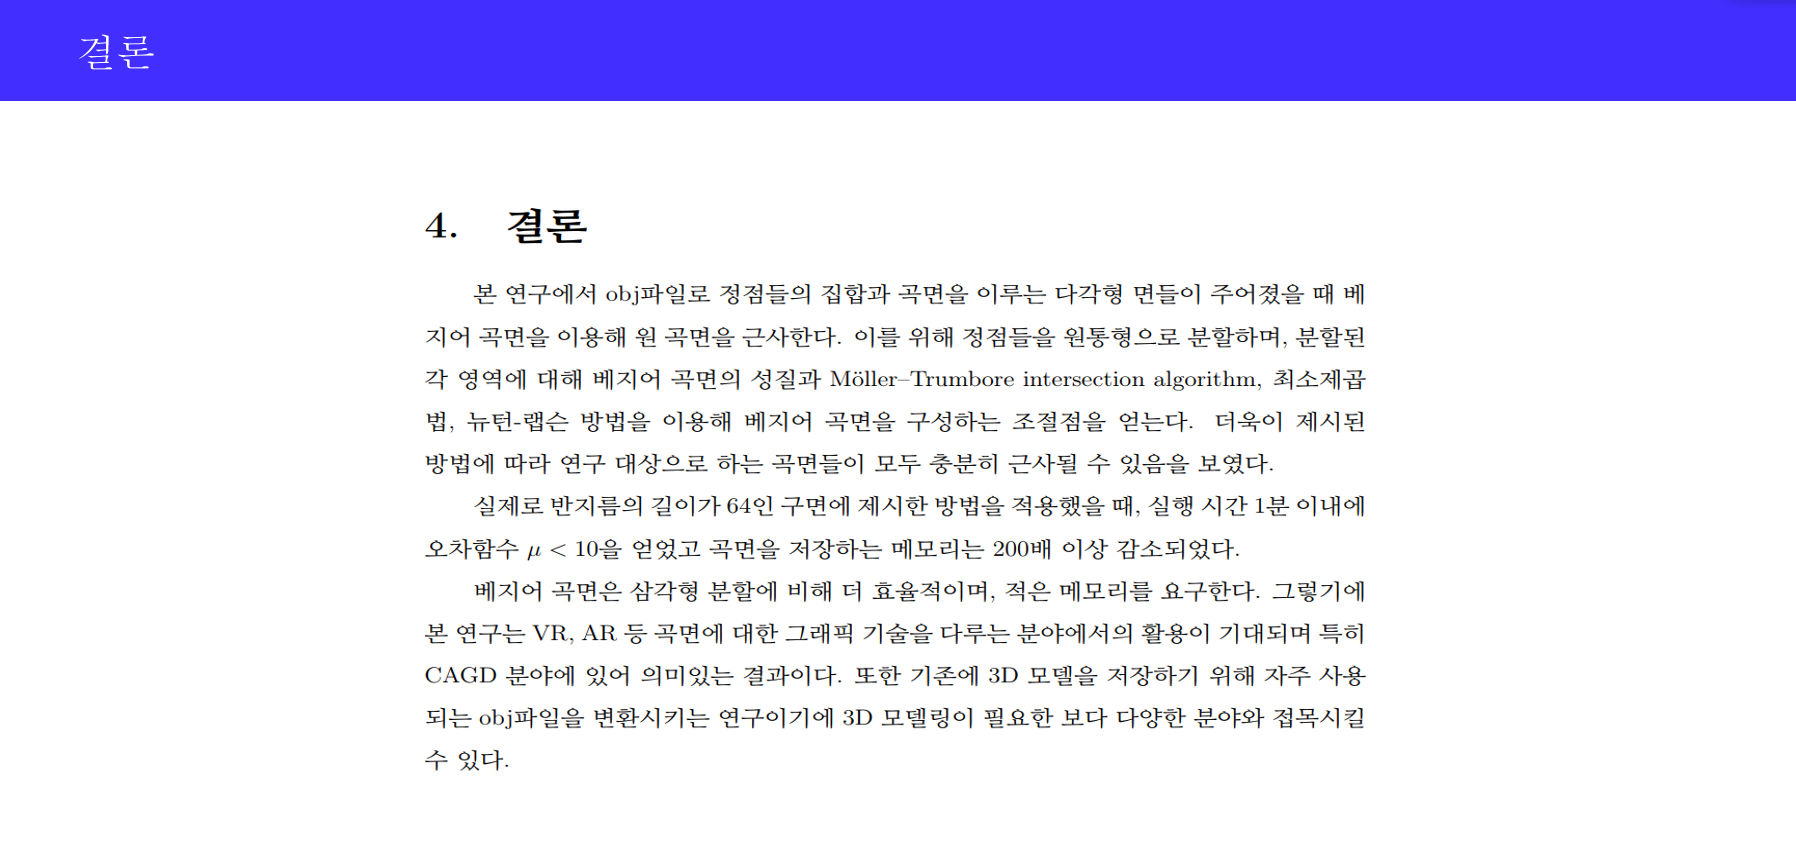 결론
4. 결론
본 연구에서 obj파일로 정점들의 집합과 곡면을 이루는 다각형 면들이 주어졌을 때 베
지어 곡면을 이용해 원 곡면을 근사한다. 이를 위해 정점들을 원통형으로 분할하며, 분할된
각 영역에 대해 베지어 곡면의 성질과 Möller–Trumbore intersection algorithm, 최소제곱
법, 뉴턴-랩슨 방법을 이용해 베지어 곡면을 구성하는 조절점을 얻는다. 더욱이 제시된
방법에 따라 연구 대상으로 하는 곡면들이 모두 충분히 근사될 수 있음을 보였다.
실제로 반지름의 길이가 64인 구면에 제시한 방법을 적용했을 때, 실행 시간 1분 이내에
오차함수 μ < 10을 얻었고 곡면을 저장하는 메모리는 200배 이상 감소되었다.
베지어 곡면은 삼각형 분할에 비해 더 효율적이며, 적은 메모리를 요구한다. 그렇기에
본 연구는 VR, AR 등 곡면에 대한 그래픽 기술을 다루는 분야에서의 활용이 기대되며 특히
CAGD 분야에 있어 의미있는 결과이다. 또한 기존에 3D 모델을 저장하기 위해 자주 사용
되는 obj파일을 변환시키는 연구이기에 3D 모델링이 필요한 보다 다양한 분야와 접목시킬
수 있다.